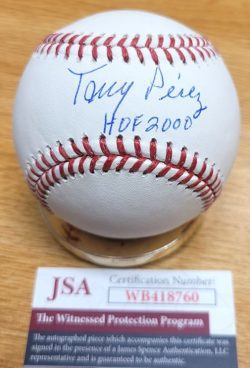 Tony Pérez
HOF 2000
JSA
Certification Number:
WB418760
The Witnessed Protection Program
The autographed piece which accompanies this certificate was
signed in the presence of a James Spence Authentication, LLC
representative and is guaranteed to be authentic.